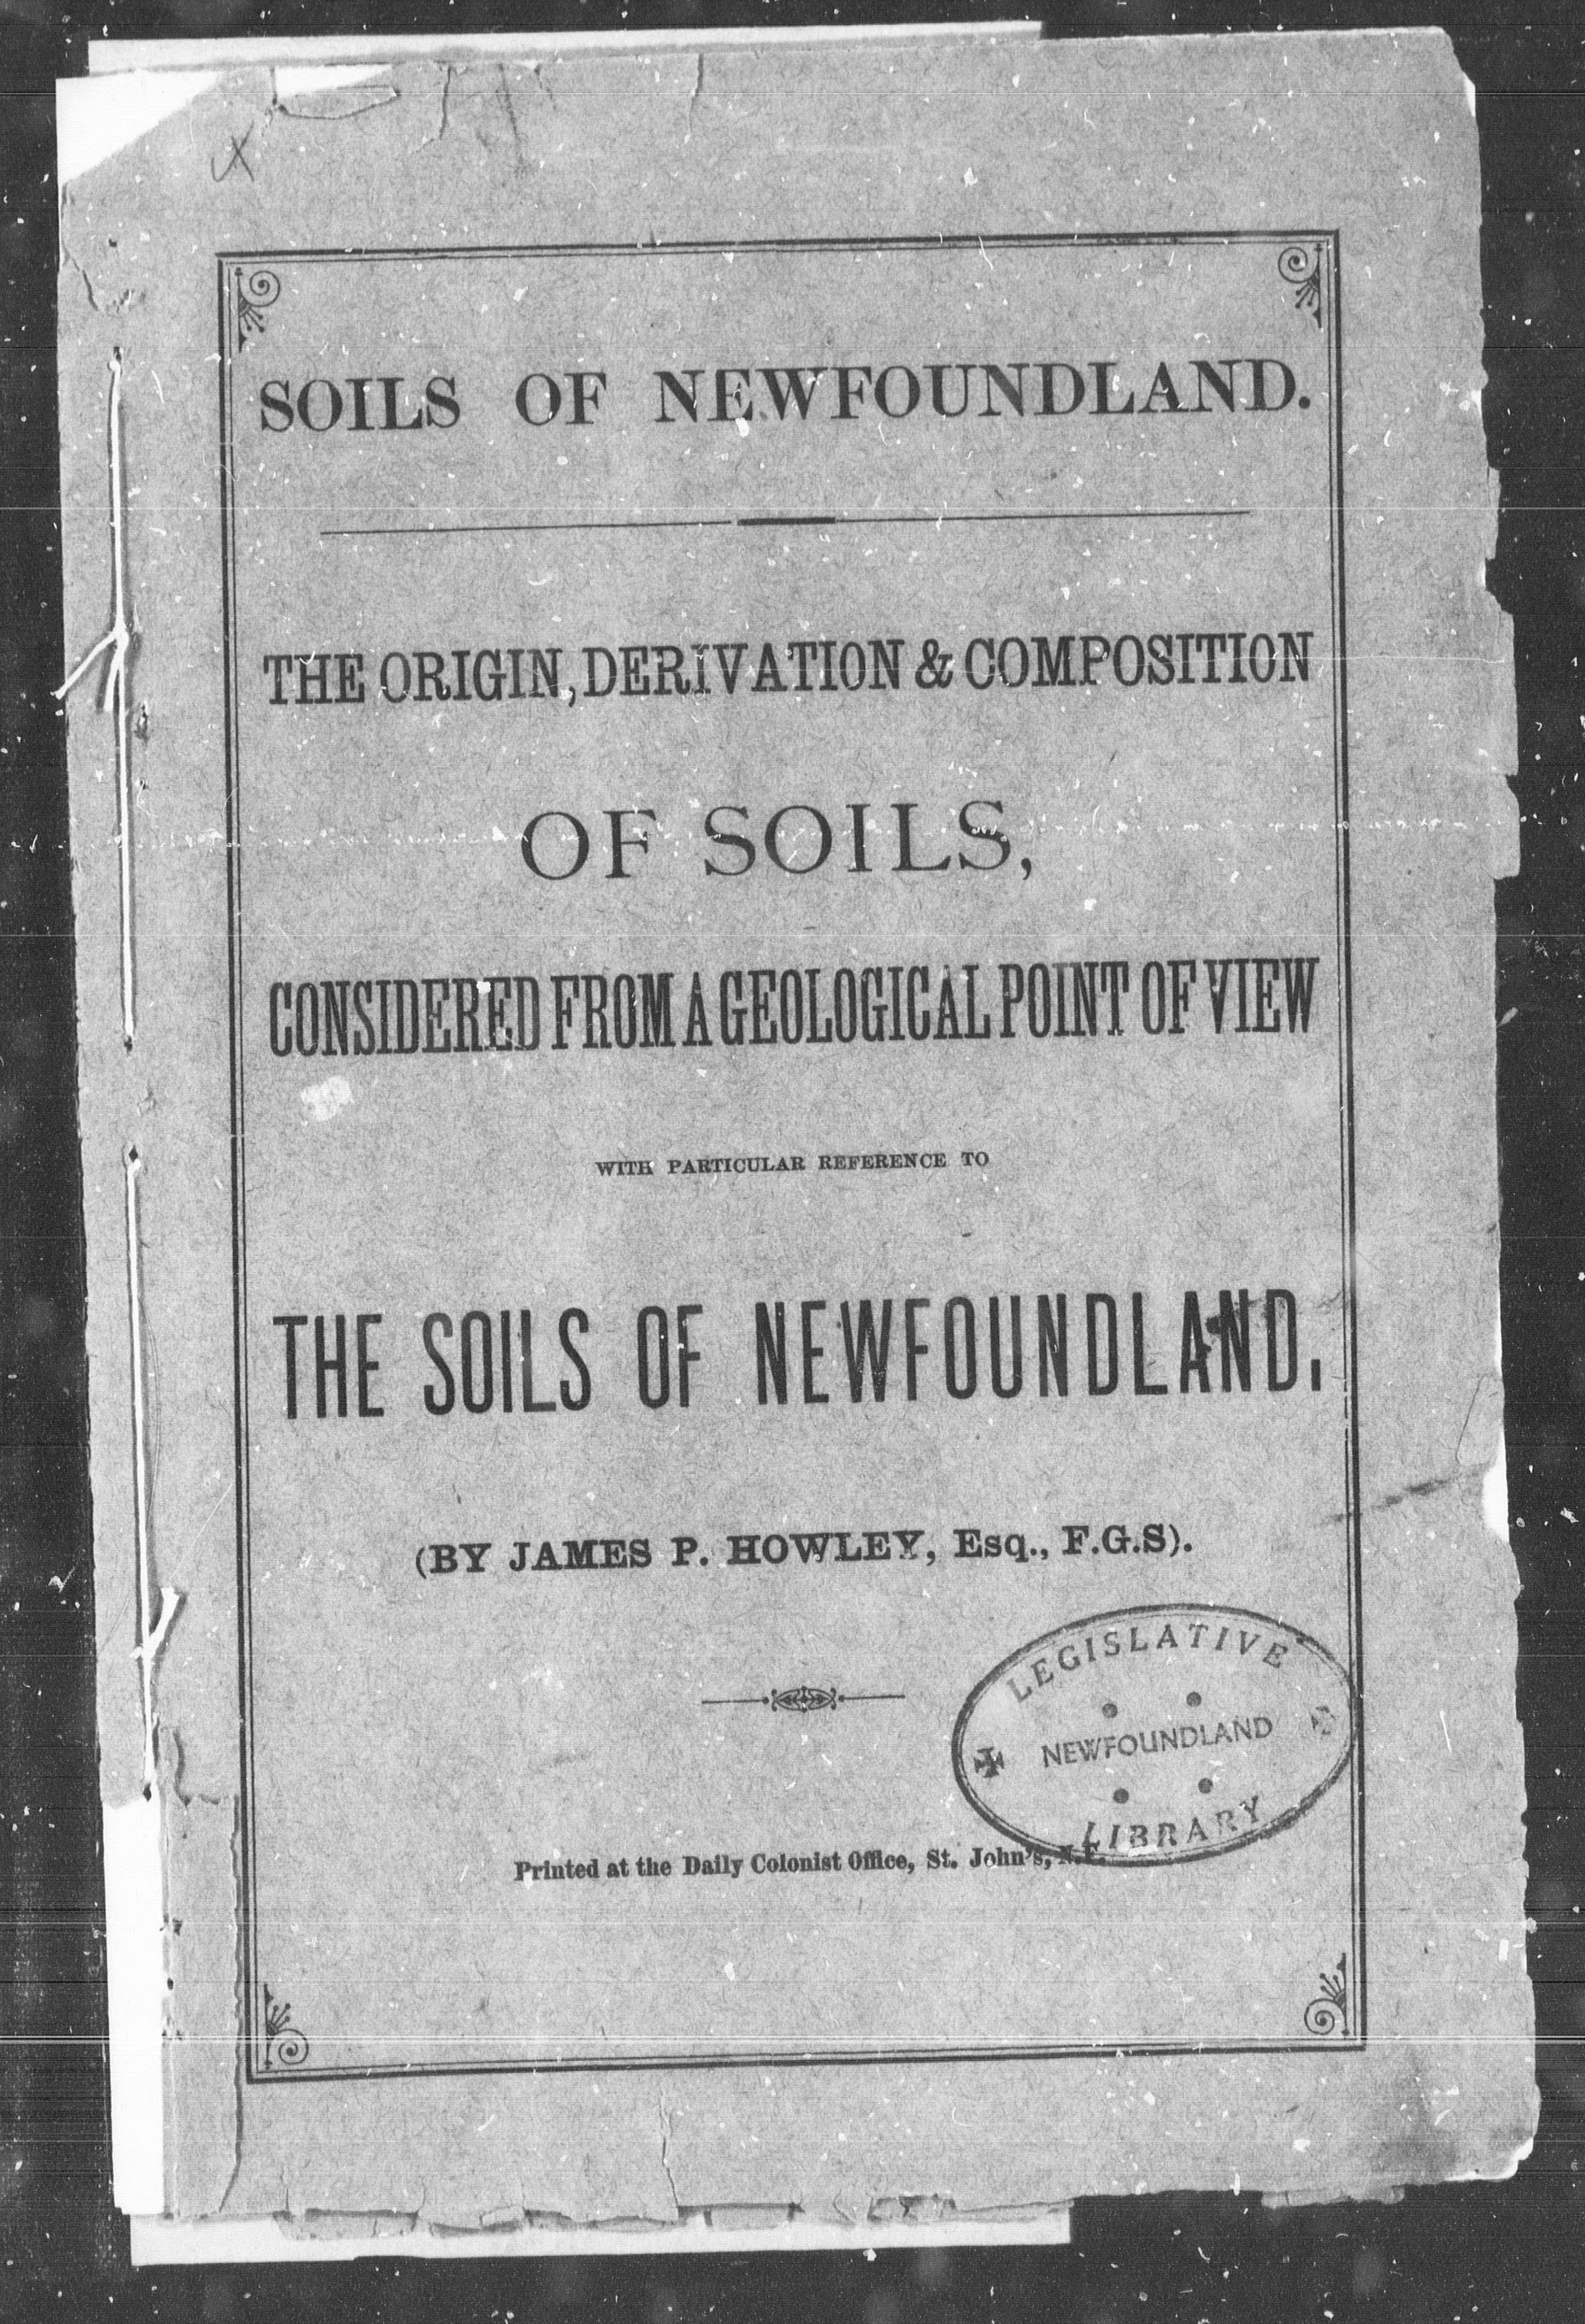 SOILS OF NEWFOUNDLAND.
THE ORIGIN, DERIVATION & COMPOSITION
OF SOILS,
CONSIDERED FROM A GEOLOGICAL POINT OF VIEW
WITH PARTICULAR REFERENCE TO
THE SOILS OF NEWFOUNDLAND.
(BY JAMES P. HOWLEY, Esq., F.G.S).
LEGISLATIVE
NEWFOUNDLAND
LIBRARY
Printed at the Daily Colonist Office, St. John's, N.F.